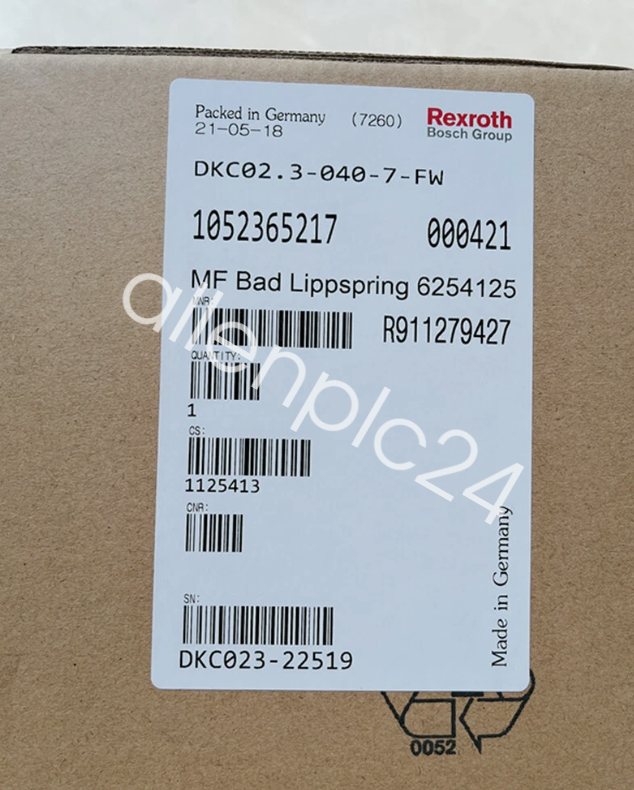 Packed in Germany (7260) Rexroth
21-05-18 Bosch Group
DKC02.3-040-7-FW
1052365217 000421
MF Bad Lippspring 6254125
MNR:
R911279427
QUANTITY:
1
CS:
1125413
CNR:
SN:
DKC023-22519
Made in Germany
0052
allenplc24